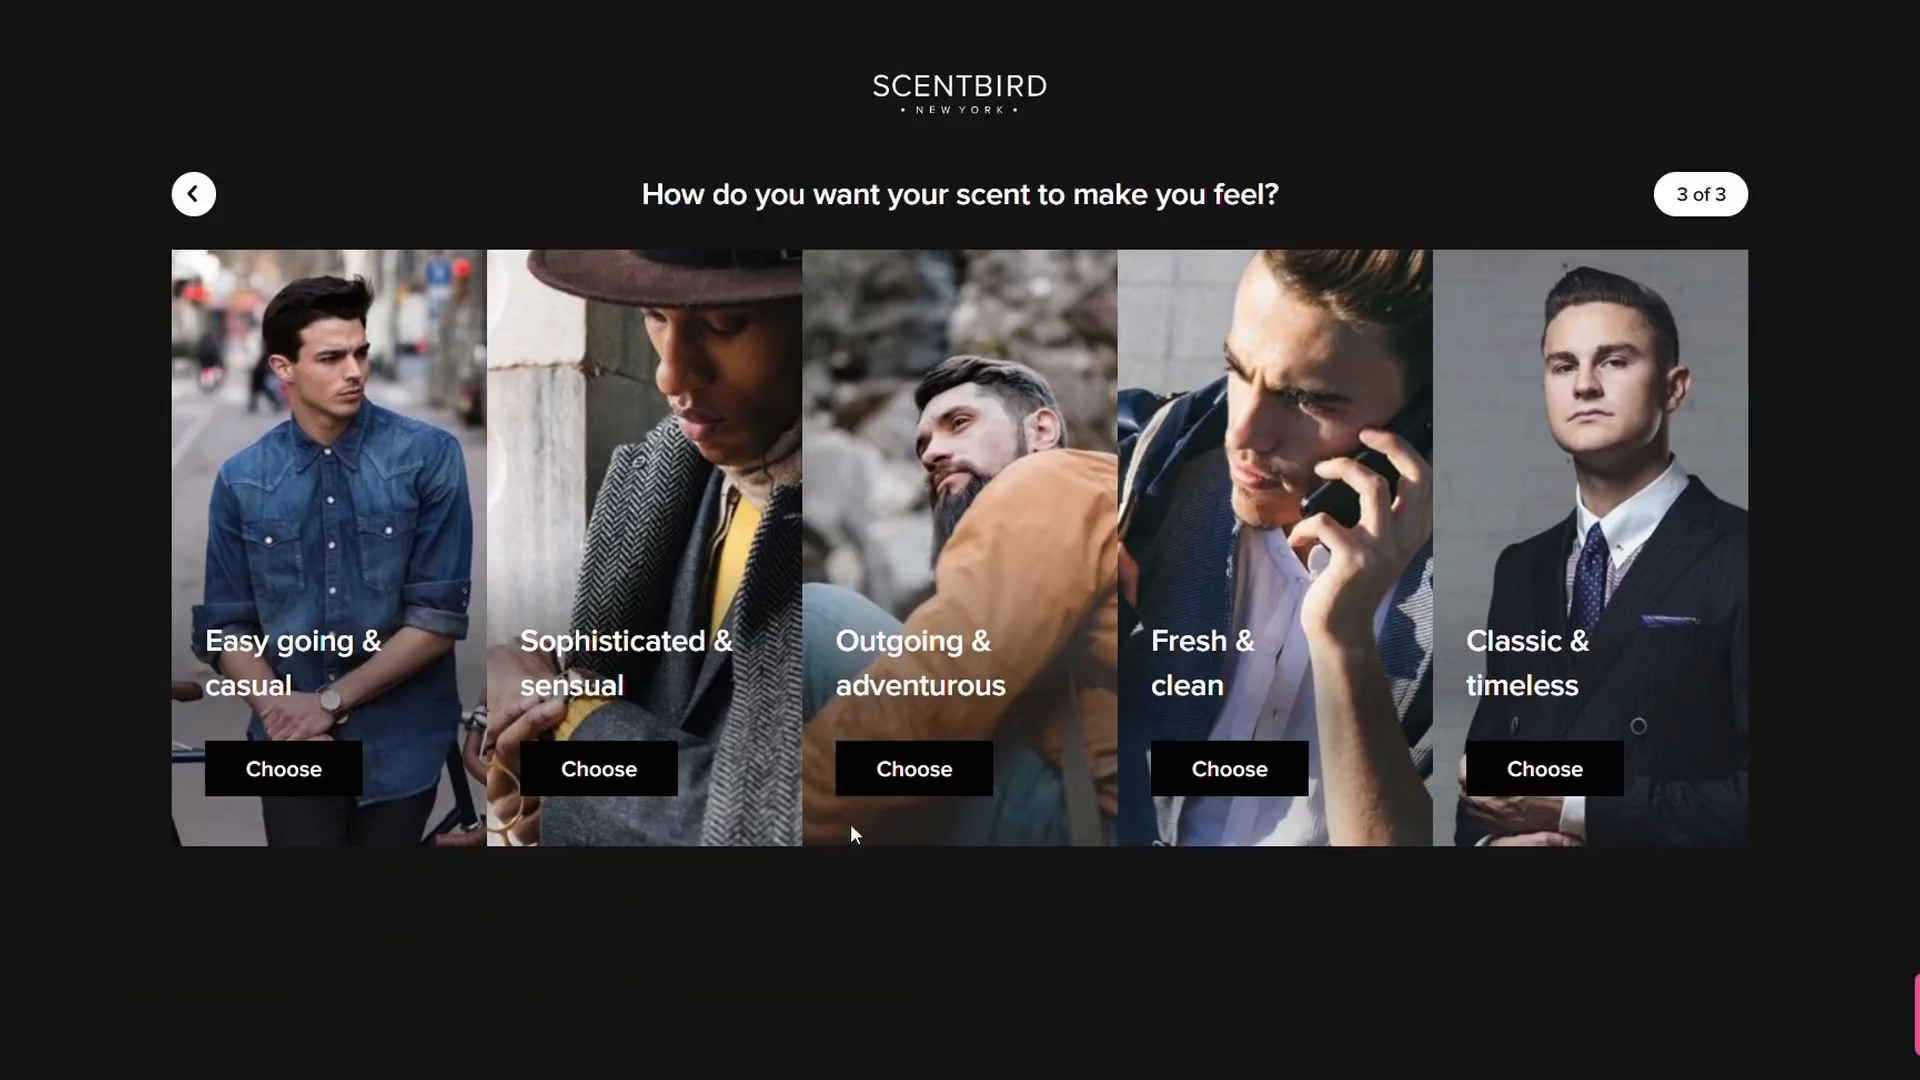 SCENTBIRD
• NEW YORK •
How do you want your scent to make you feel?
3 of 3
Easy going &
casual
Choose
Sophisticated &
sensual
Choose
Outgoing &
adventurous
Choose
Fresh &
clean
Choose
Classic &
timeless
Choose